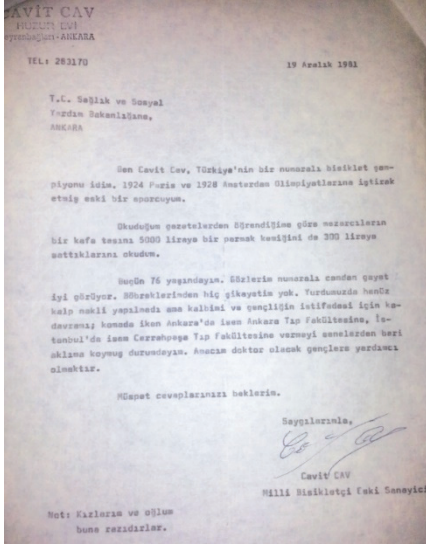 CAVİT CAV
HUZUR EVİ
Seyranbağları - ANKARA
TEL: 263170
19 Aralık 1981
T.C. Sağlık ve Sosyal
Yardım Bakanlığına,
ANKARA
Ben Cavit Cav, Türkiye'nin bir numaralı bisiklet şam-
piyonu idim. 1924 Paris ve 1928 Amsterdam Olimpiyatlarına iştirak
etmiş eski bir sporcuyum.
Okuduğum gazetelerden öğrendiğime göre mezarcıların
bir kafa tasını 5000 liraya bir parmak kemiğini de 300 liraya
sattıklarını okudum.
Bugün 76 yaşındayım. Gözlerim numaralı camdan gayet
iyi görüyor. Böbreklerimden hiç şikayetim yok. Yurdumuzda henüz
kalp nakli yapılmadı ama kalbimi ve gençliğin istifadesi için ka-
davramı; komada iken Ankara'da isem Ankara Tıp Fakültesine, İs-
tanbul'da isem Cerrahpaşa Tıp Fakültesine vermeyi senelerden beri
aklıma koymuş durumdayım. Amacım doktor olacak gençlere yardımcı
olmaktır.
Müspet cevaplarınızı beklerim.
Saygılarımla,
Cavit CAV
Milli Bisikletçi Eski Sanayici
Not: Kızlarım ve oğlum
buna razıdırlar.